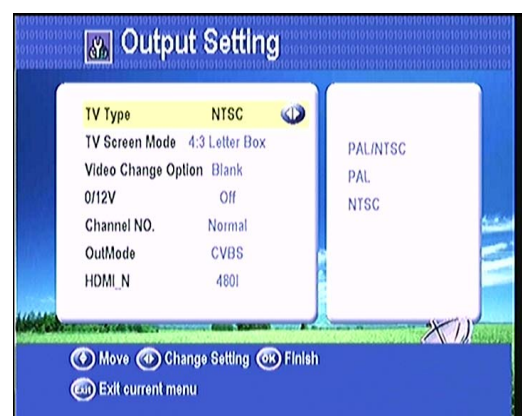 Output Setting
TV Type NTSC
TV Screen Mode 4:3 Letter Box
Video Change Option Blank
0/12V Off
Channel NO. Normal
OutMode CVBS
HDMI_N 480I
PAL/NTSC
PAL
NTSC
Move Change Setting OK Finish
Exit Exit current menu